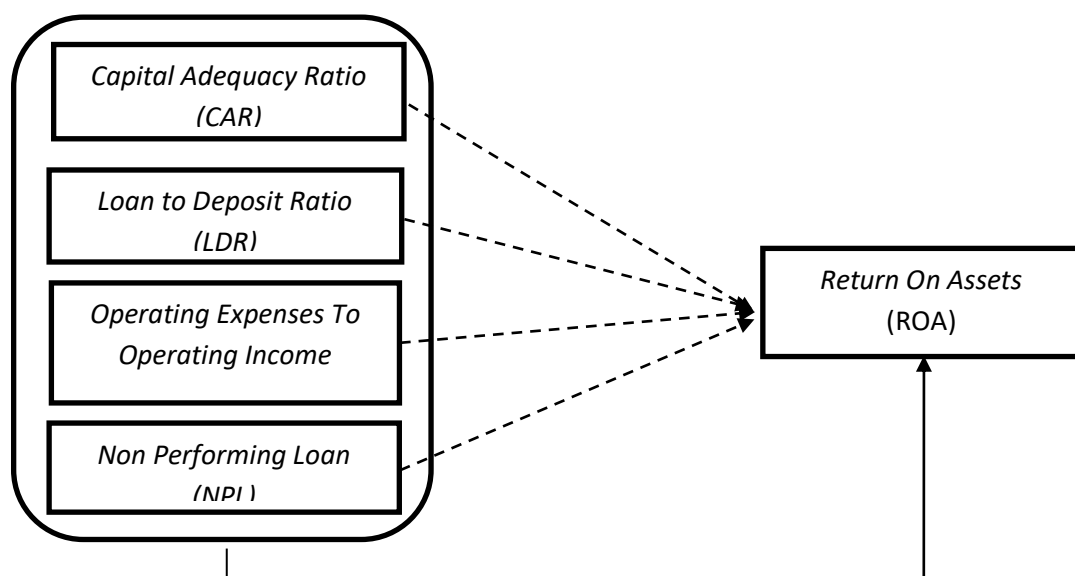 Capital Adequacy Ratio
(CAR)
Loan to Deposit Ratio
(LDR)
Operating Expenses To
Operating Income
Non Performing Loan
(NPL)
Return On Assets
(ROA)